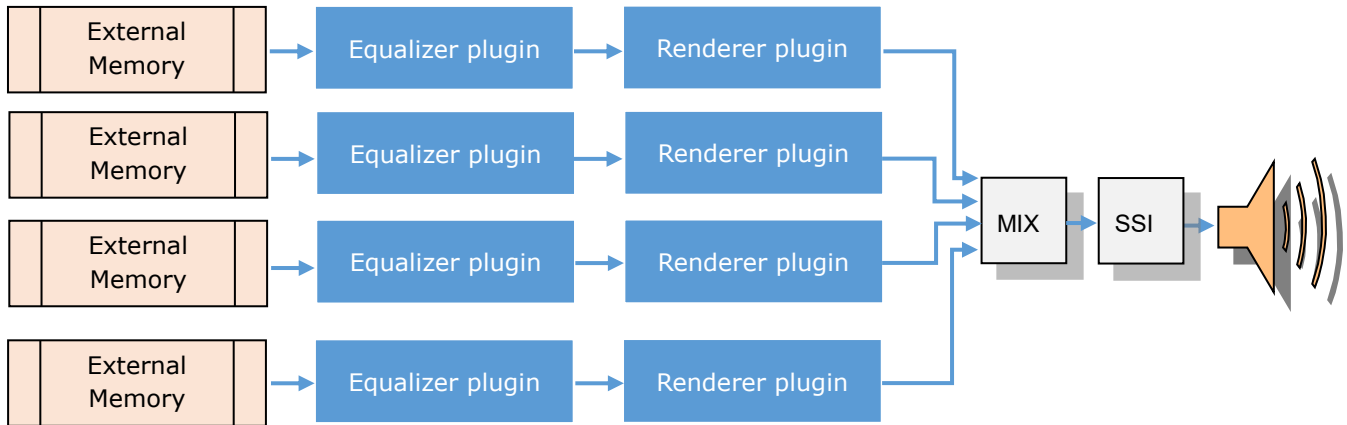 External
Memory
Equalizer plugin
Renderer plugin
External
Memory
Equalizer plugin
Renderer plugin
External
Memory
Equalizer plugin
Renderer plugin
External
Memory
Equalizer plugin
Renderer plugin
MIX
SSI